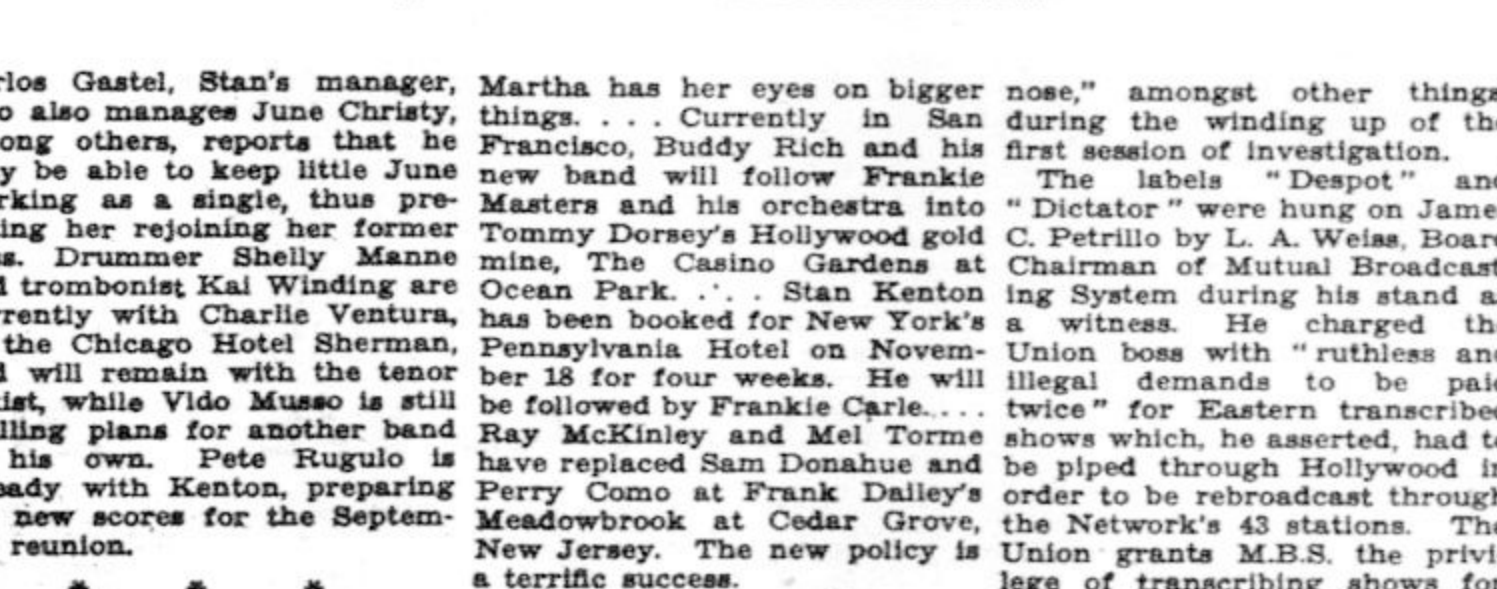 rlos Gastel, Stan's manager,
o also manages June Christy,
ong others, reports that he
y be able to keep little June
rking as a single, thus pre-
ing her rejoining her former
s. Drummer Shelly Manne
d trombonist Kai Winding are
rrently with Charlie Ventura,
the Chicago Hotel Sherman,
d will remain with the tenor
ist, while Vido Musso is still
lling plans for another band
his own. Pete Rugulo is
eady with Kenton, preparing
new scores for the Septem-
reunion.
* * *
Martha has her eyes on bigger
things. . . . Currently in San
Francisco, Buddy Rich and his
new band will follow Frankie
Masters and his orchestra into
Tommy Dorsey's Hollywood gold
mine, The Casino Gardens at
Ocean Park. . . . Stan Kenton
has been booked for New York's
Pennsylvania Hotel on Novem-
ber 18 for four weeks. He will
be followed by Frankie Carle. . . .
Ray McKinley and Mel Torme
have replaced Sam Donahue and
Perry Como at Frank Dailey's
Meadowbrook at Cedar Grove,
New Jersey. The new policy is
a terrific success.
nose," amongst other things
during the winding up of th
first session of investigation.
The labels "Despot" and
"Dictator" were hung on Jame
C. Petrillo by L. A. Weiss, Board
Chairman of Mutual Broadcast
ing System during his stand a
a witness. He charged th
Union boss with "ruthless and
illegal demands to be paid
twice" for Eastern transcribed
shows which, he asserted, had to
be piped through Hollywood in
order to be rebroadcast through
the Network's 43 stations. The
Union grants M.B.S. the privi
lege of transcribing shows for